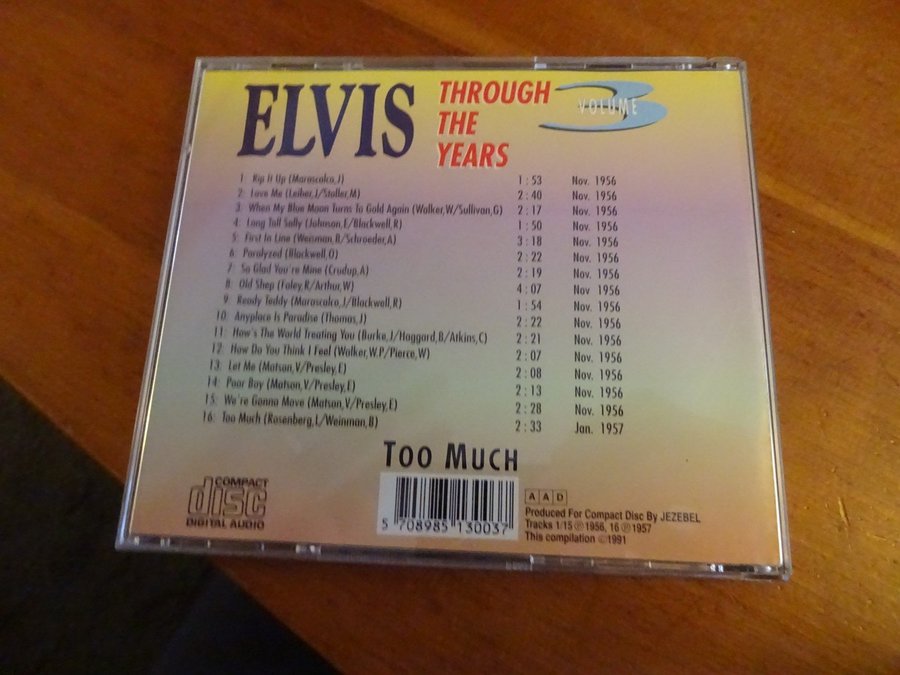 ELVIS THROUGH THE YEARS VOLUME 3
1: Rip It Up (Marascalco,J) 1 : 53 Nov. 1956
2: Love Me (Leiber,J/Stoller,M) 2 : 40 Nov. 1956
3: When My Blue Moon Turns To Gold Again (Walker,W/Sullivan,G) 2 : 17 Nov. 1956
4: Long Tall Sally (Johnson,E/Blackwell,R) 1 : 50 Nov. 1956
5: First In Line (Weisman,B/Schroeder,A) 3 : 18 Nov. 1956
6: Paralyzed (Blackwell,O) 2 : 22 Nov. 1956
7: So Glad You're Mine (Crudup,A) 2 : 19 Nov. 1956
8: Old Shep (Foley,R/Arthur,W) 4 : 07 Nov. 1956
9: Ready Teddy (Marascalco,J/Blackwell,R) 1 : 54 Nov. 1956
10: Anyplace Is Paradise (Thomas,J) 2 : 22 Nov. 1956
11: How's The World Treating You (Burke,J/Haggard,B/Atkins,C) 2 : 21 Nov. 1956
12: How Do You Think I Feel (Walker,W.P/Pierce,W) 2 : 07 Nov. 1956
13: Let Me (Matson,V/Presley,E) 2 : 08 Nov. 1956
14: Poor Boy (Matson,V/Presley,E) 2 : 13 Nov. 1956
15: We're Gonna Move (Matson,V/Presley,E) 2 : 28 Nov. 1956
16: Too Much (Rosenberg,L/Weinman,B) 2 : 33 Jan. 1957
TOO MUCH
COMPACT
disc
DIGITAL AUDIO
5 708985 130037
A A D
Produced For Compact Disc By JEZEBEL
Tracks 1/15 ℗ 1956, 16 ℗ 1957
This compilation ©1991